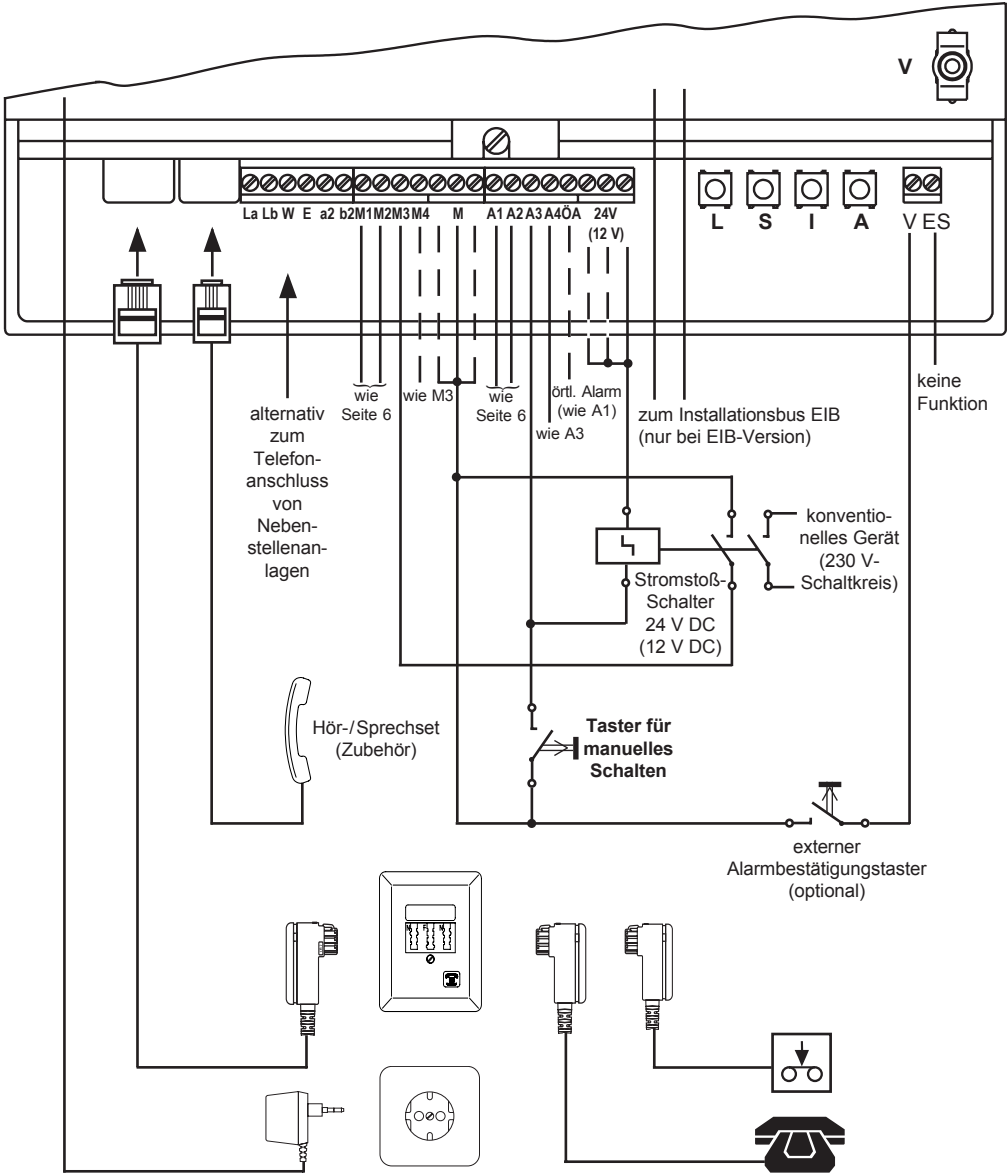 V
La Lb W E a2 b2 M1 M2 M3 M4 M A1 A2 A3 A4 ÖA 24V
(12 V)
L S I A V ES
wie
Seite 6
wie M3
wie
Seite 6
wie A3
örtl. Alarm
(wie A1)
zum Installationsbus EIB
(nur bei EIB-Version)
keine
Funktion
alternativ
zum
Telefon-
anschluss
von
Neben-
stellenan-
lagen
konventio-
nelles Gerät
(230 V-
Schaltkreis)
Stromstoß-
Schalter
24 V DC
(12 V DC)
Hör-/Sprechset
(Zubehör)
Taster für
manuelles
Schalten
externer
Alarmbestätigungstaster
(optional)
N F N